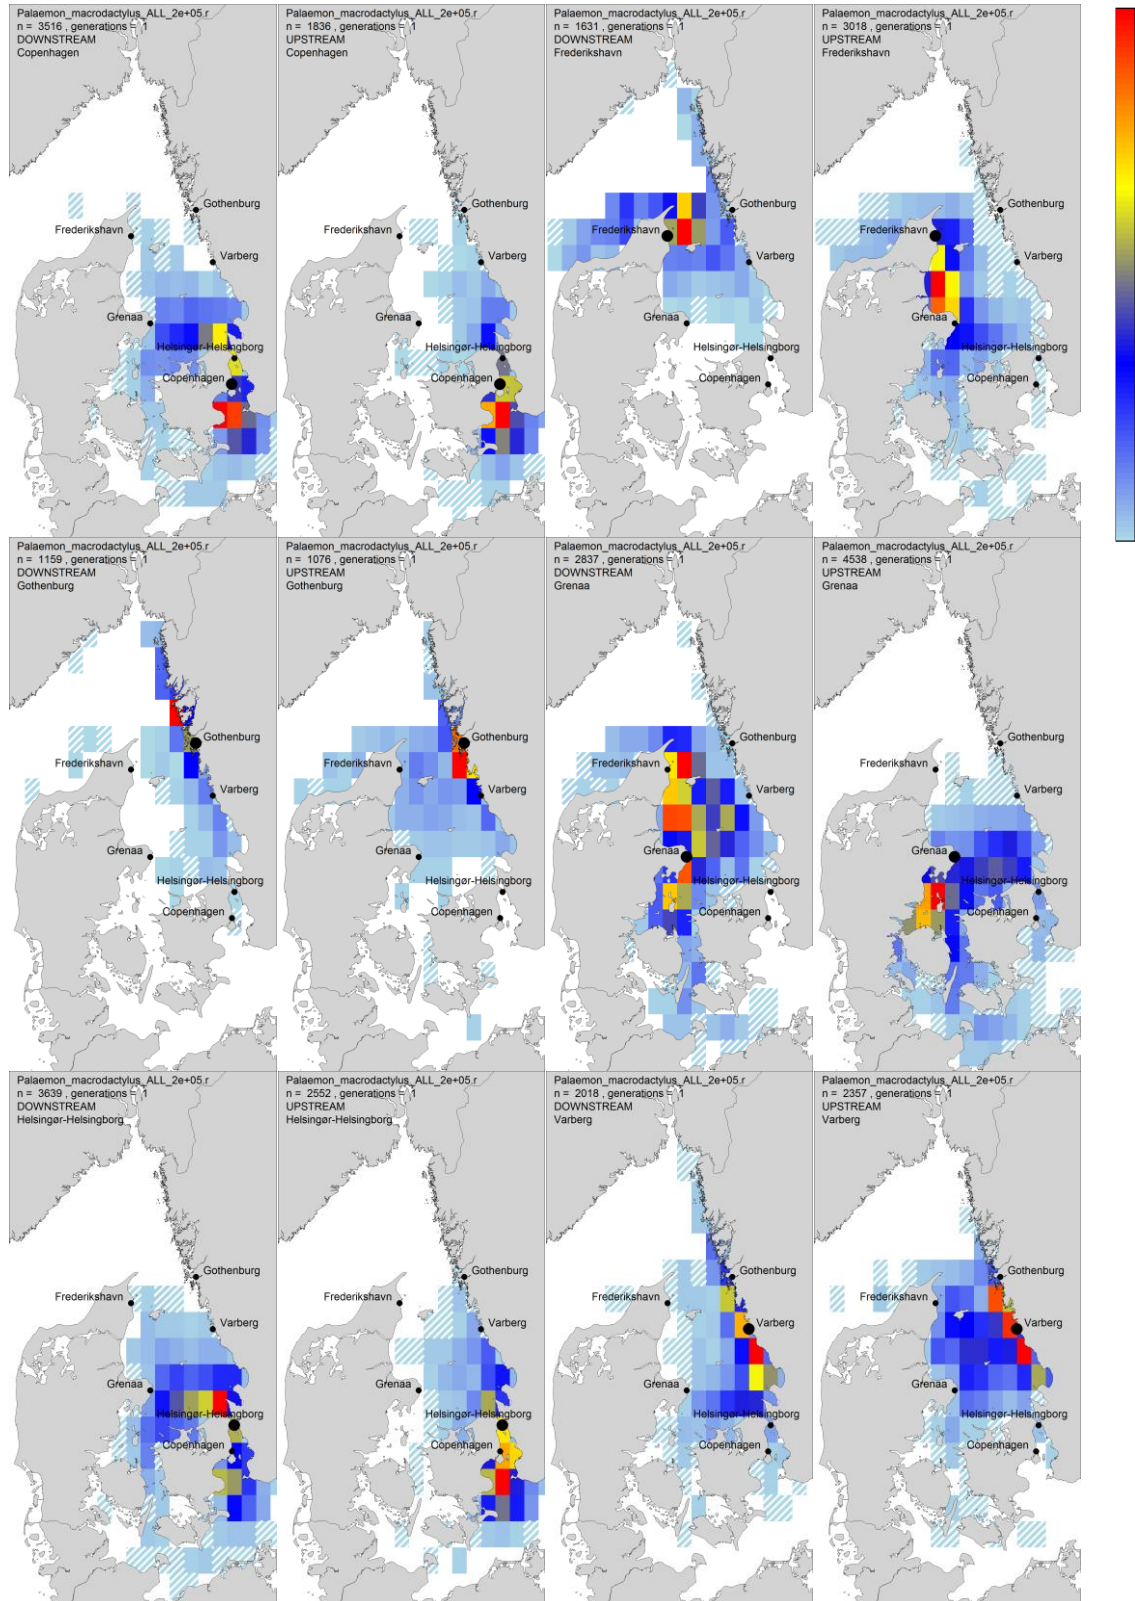 Palaemon_macrodactylus_ALL_2e+05.r
n = 3516 , generations = 1
DOWNSTREAM
Copenhagen
Gothenburg
Frederikshavn
Varberg
Grenaa
Helsingør-Helsingborg
Copenhagen
Palaemon_macrodactylus_ALL_2e+05.r
n = 1836 , generations = 1
UPSTREAM
Copenhagen
Gothenburg
Frederikshavn
Varberg
Grenaa
Helsingør-Helsingborg
Copenhagen
Palaemon_macrodactylus_ALL_2e+05.r
n = 1631 , generations = 1
DOWNSTREAM
Frederikshavn
Gothenburg
Frederikshavn
Varberg
Grenaa
Helsingør-Helsingborg
Copenhagen
Palaemon_macrodactylus_ALL_2e+05.r
n = 3018 , generations = 1
UPSTREAM
Frederikshavn
Gothenburg
Frederikshavn
Varberg
Grenaa
Helsingør-Helsingborg
Copenhagen
Palaemon_macrodactylus_ALL_2e+05.r
n = 1159 , generations = 1
DOWNSTREAM
Gothenburg
Gothenburg
Frederikshavn
Varberg
Grenaa
Helsingør-Helsingborg
Copenhagen
Palaemon_macrodactylus_ALL_2e+05.r
n = 1076 , generations = 1
UPSTREAM
Gothenburg
Gothenburg
Frederikshavn
Varberg
Grenaa
Helsingør-Helsingborg
Copenhagen
Palaemon_macrodactylus_ALL_2e+05.r
n = 2837 , generations = 1
DOWNSTREAM
Grenaa
Gothenburg
Frederikshavn
Varberg
Grenaa
Helsingør-Helsingborg
Copenhagen
Palaemon_macrodactylus_ALL_2e+05.r
n = 4538 , generations = 1
UPSTREAM
Grenaa
Gothenburg
Frederikshavn
Varberg
Grenaa
Helsingør-Helsingborg
Copenhagen
Palaemon_macrodactylus_ALL_2e+05.r
n = 3639 , generations = 1
DOWNSTREAM
Helsingør-Helsingborg
Gothenburg
Frederikshavn
Varberg
Grenaa
Helsingør-Helsingborg
Copenhagen
Palaemon_macrodactylus_ALL_2e+05.r
n = 2552 , generations = 1
UPSTREAM
Helsingør-Helsingborg
Gothenburg
Frederikshavn
Varberg
Grenaa
Helsingør-Helsingborg
Copenhagen
Palaemon_macrodactylus_ALL_2e+05.r
n = 2018 , generations = 1
DOWNSTREAM
Varberg
Gothenburg
Frederikshavn
Varberg
Grenaa
Helsingør-Helsingborg
Copenhagen
Palaemon_macrodactylus_ALL_2e+05.r
n = 2357 , generations = 1
UPSTREAM
Varberg
Gothenburg
Frederikshavn
Varberg
Grenaa
Helsingør-Helsingborg
Copenhagen